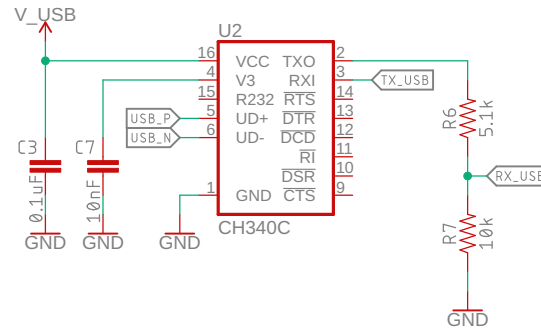 V_USB
U2
16 VCC TXO 2
4 V3 RXI 3 TX_USB
15 R232 RTS 14
USB_P 5 UD+ DTR 13
USB_N 6 UD- DCD 12
RI 11
DSR 10
1 GND CTS 9
CH340C
C3
0.1uF
GND
C7
10nF
GND
GND
R6
5.1k
RX_USB
R7
10k
GND